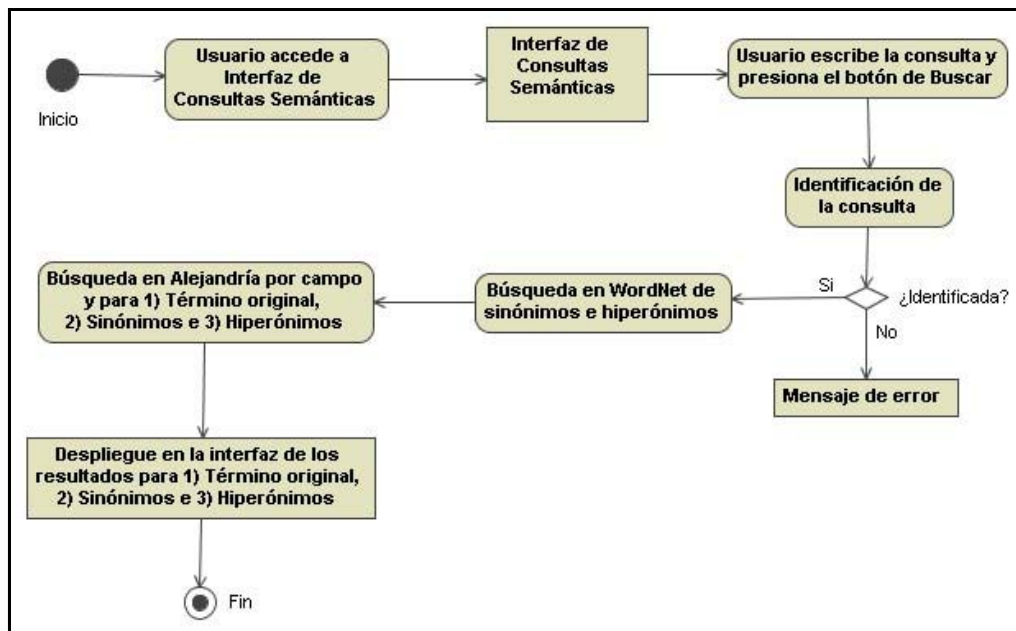 Usuario accede a
Interfaz de
Consultas Semánticas
Interfaz de
Consultas
Semánticas
Usuario escribe la consulta y
presiona el botón de Buscar
Inicio
Identificación de
la consulta
Búsqueda en Alejandría por campo
y para 1) Término original,
2) Sinónimos e 3) Hiperónimos
Búsqueda en WordNet de
sinónimos e hiperónimos
Si
¿Identificada?
No
Mensaje de error
Despliegue en la interfaz de los
resultados para 1) Término original,
2) Sinónimos e 3) Hiperónimos
Fin